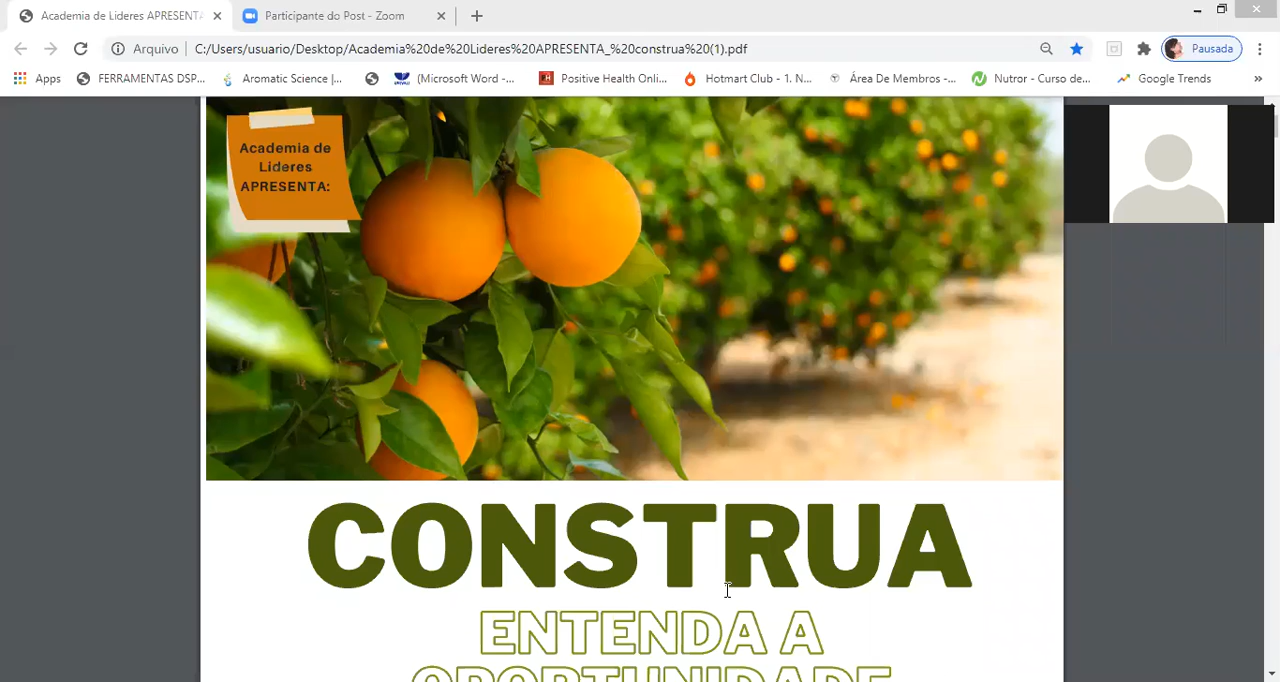 Academia de Lideres APRESENTA
Participante do Post - Zoom
Arquivo
C:/Users/usuario/Desktop/Academia%20de%20Lideres%20APRESENTA_%20construa%20(1).pdf
Pausada
Apps
FERRAMENTAS DSP...
Aromatic Science |...
(Microsoft Word -...
Positive Health Onli...
Hotmart Club - 1. N...
Área De Membros -...
Nutror - Curso de...
Google Trends
»
Academia de
Lideres
APRESENTA:
CONSTRUA
ENTENDA A
OPORTUNIDADE